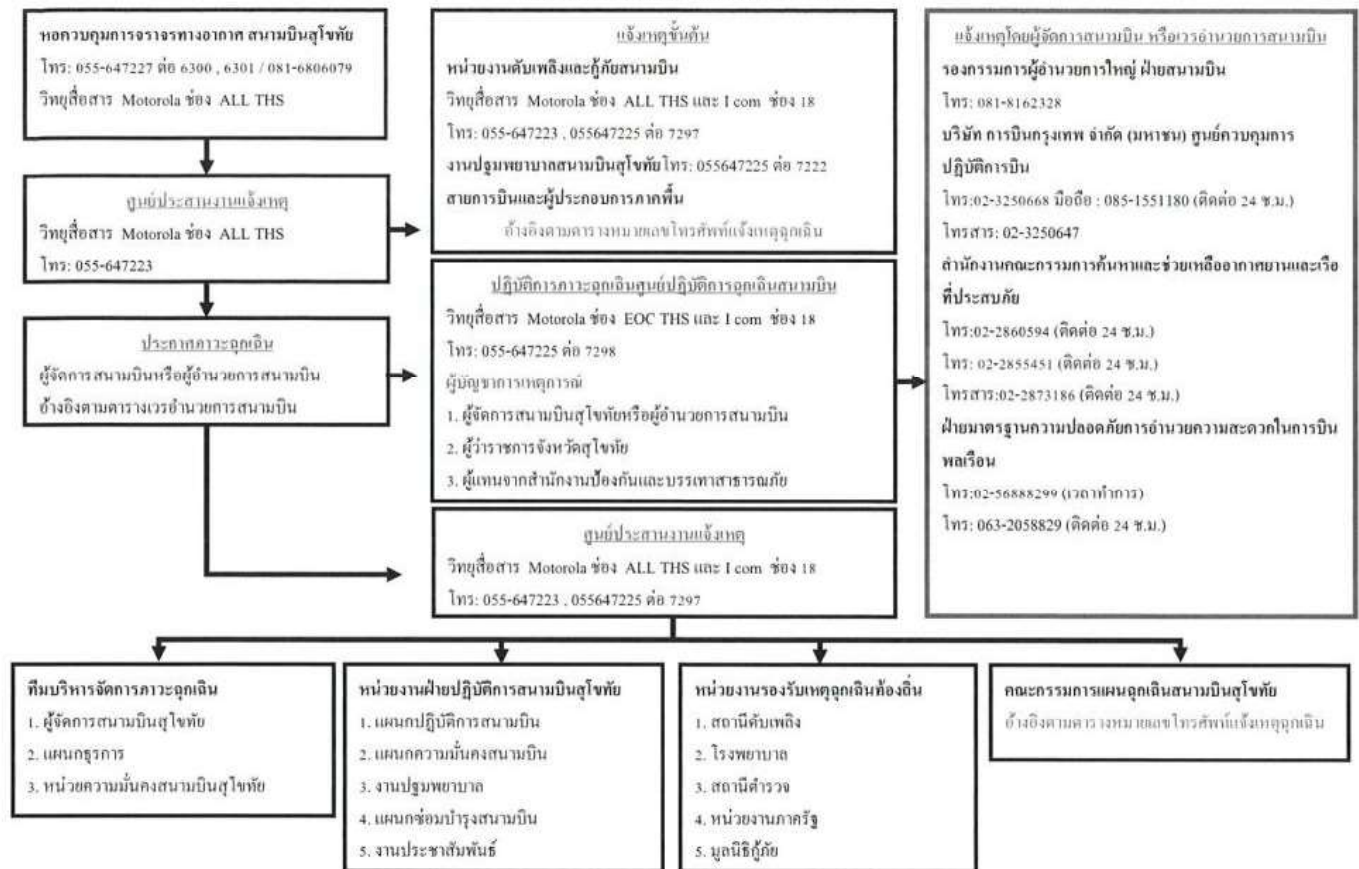 หอควบคุมการจราจรทางอากาศ สนามบินสุโขทัย
โทร: 055-647227 ต่อ 6300 , 6301 / 081-6806079
วิทยุสื่อสาร Motorola ช่อง ALL THS
ศูนย์ประสานงานแจ้งเหตุ
วิทยุสื่อสาร Motorola ช่อง ALL THS
โทร: 055-647223
ประกาศภาวะฉุกเฉิน
ผู้จัดการสนามบินหรือผู้อำนวยการสนามบิน
อ้างอิงตามตารางเวรอำนวยการสนามบิน
แจ้งเหตุขั้นต้น
หน่วยงานดับเพลิงและกู้ภัยสนามบิน
วิทยุสื่อสาร Motorola ช่อง ALL THS และ I com ช่อง 18
โทร: 055-647223 , 055647225 ต่อ 7297
งานปฐมพยาบาลสนามบินสุโขทัยโทร: 055647225 ต่อ 7222
สายการบินและผู้ประกอบการภาคพื้น
อ้างอิงตามตารางหมายเลขโทรศัพท์แจ้งเหตุฉุกเฉิน
ปฏิบัติการภาวะฉุกเฉินศูนย์ปฏิบัติการฉุกเฉินสนามบิน
วิทยุสื่อสาร Motorola ช่อง EOC THS และ I com ช่อง 18
โทร: 055-647225 ต่อ 7298
ผู้บัญชาการเหตุการณ์
1. ผู้จัดการสนามบินสุโขทัยหรือผู้อำนวยการสนามบิน
2. ผู้ว่าราชการจังหวัดสุโขทัย
3. ผู้แทนจากสำนักงานป้องกันและบรรเทาสาธารณภัย
ศูนย์ประสานงานแจ้งเหตุ
วิทยุสื่อสาร Motorola ช่อง ALL THS และ I com ช่อง 18
โทร: 055-647223 , 055647225 ต่อ 7297
แจ้งเหตุโดยผู้จัดการสนามบิน หรือเวรอำนวยการสนามบิน
รองกรรมการผู้อำนวยการใหญ่ ฝ่ายสนามบิน
โทร: 081-8162328
บริษัท การบินกรุงเทพ จำกัด (มหาชน) ศูนย์ควบคุมการ
ปฏิบัติการบิน
โทร:02-3250668 มือถือ : 085-1551180 (ติดต่อ 24 ช.ม.)
โทรสาร: 02-3250647
สำนักงานคณะกรรมการค้นหาและช่วยเหลืออากาศยานและเรือ
ที่ประสบภัย
โทร:02-2860594 (ติดต่อ 24 ช.ม.)
โทร: 02-2855451 (ติดต่อ 24 ช.ม.)
โทรสาร:02-2873186 (ติดต่อ 24 ช.ม.)
ฝ่ายมาตรฐานความปลอดภัยการอำนวยความสะดวกในการบิน
พลเรือน
โทร:02-56888299 (เวลาทำการ)
โทร: 063-2058829 (ติดต่อ 24 ช.ม.)
ทีมบริหารจัดการภาวะฉุกเฉิน
1. ผู้จัดการสนามบินสุโขทัย
2. แผนกธุรการ
3. หน่วยความมั่นคงสนามบินสุโขทัย
หน่วยงานฝ่ายปฏิบัติการสนามบินสุโขทัย
1. แผนกปฏิบัติการสนามบิน
2. แผนกความมั่นคงสนามบิน
3. งานปฐมพยาบาล
4. แผนกซ่อมบำรุงสนามบิน
5. งานประชาสัมพันธ์
หน่วยงานรองรับเหตุฉุกเฉินท้องถิ่น
1. สถานีดับเพลิง
2. โรงพยาบาล
3. สถานีตำรวจ
4. หน่วยงานภาครัฐ
5. มูลนิธิกู้ภัย
คณะกรรมการแผนฉุกเฉินสนามบินสุโขทัย
อ้างอิงตามตารางหมายเลขโทรศัพท์แจ้งเหตุฉุกเฉิน